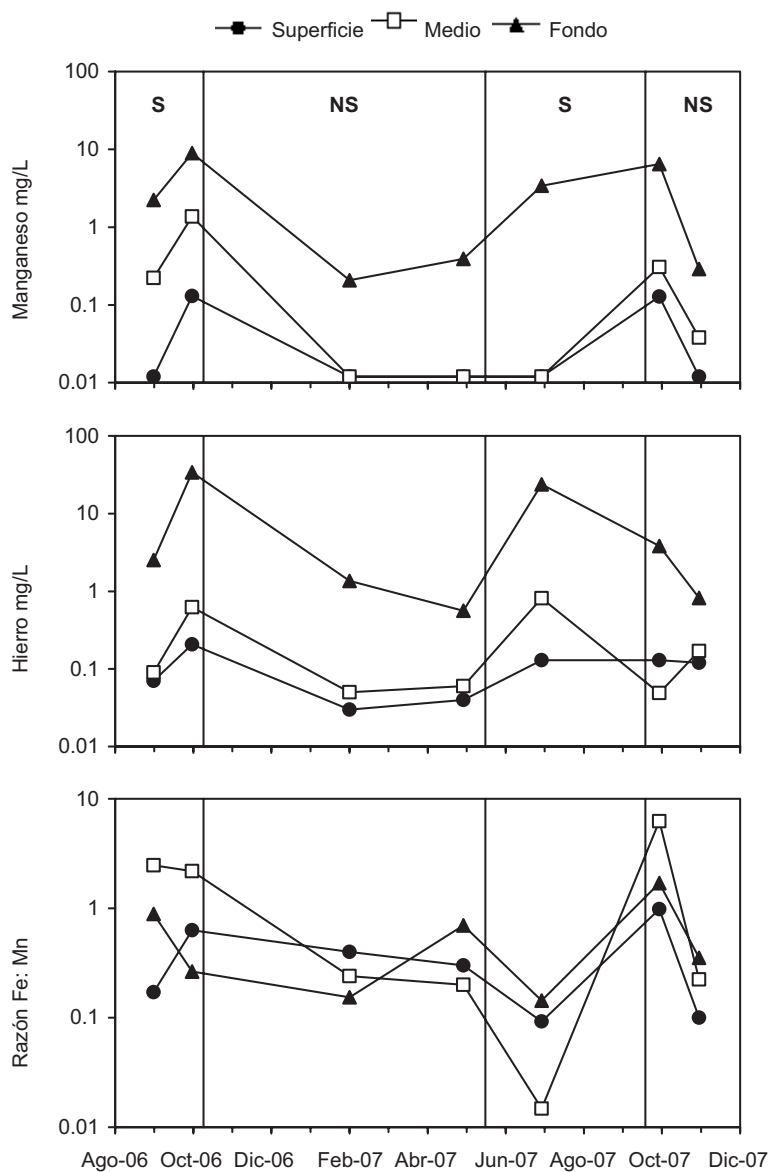 Superficie Medio Fondo
100
S NS S NS
10
1
0.1
0.01
Manganeso mg/L
100
10
1
0.1
0.01
Hierro mg/L
10
1
0.1
0.01
Razón Fe: Mn
Ago-06 Oct-06 Dic-06 Feb-07 Abr-07 Jun-07 Ago-07 Oct-07 Dic-07